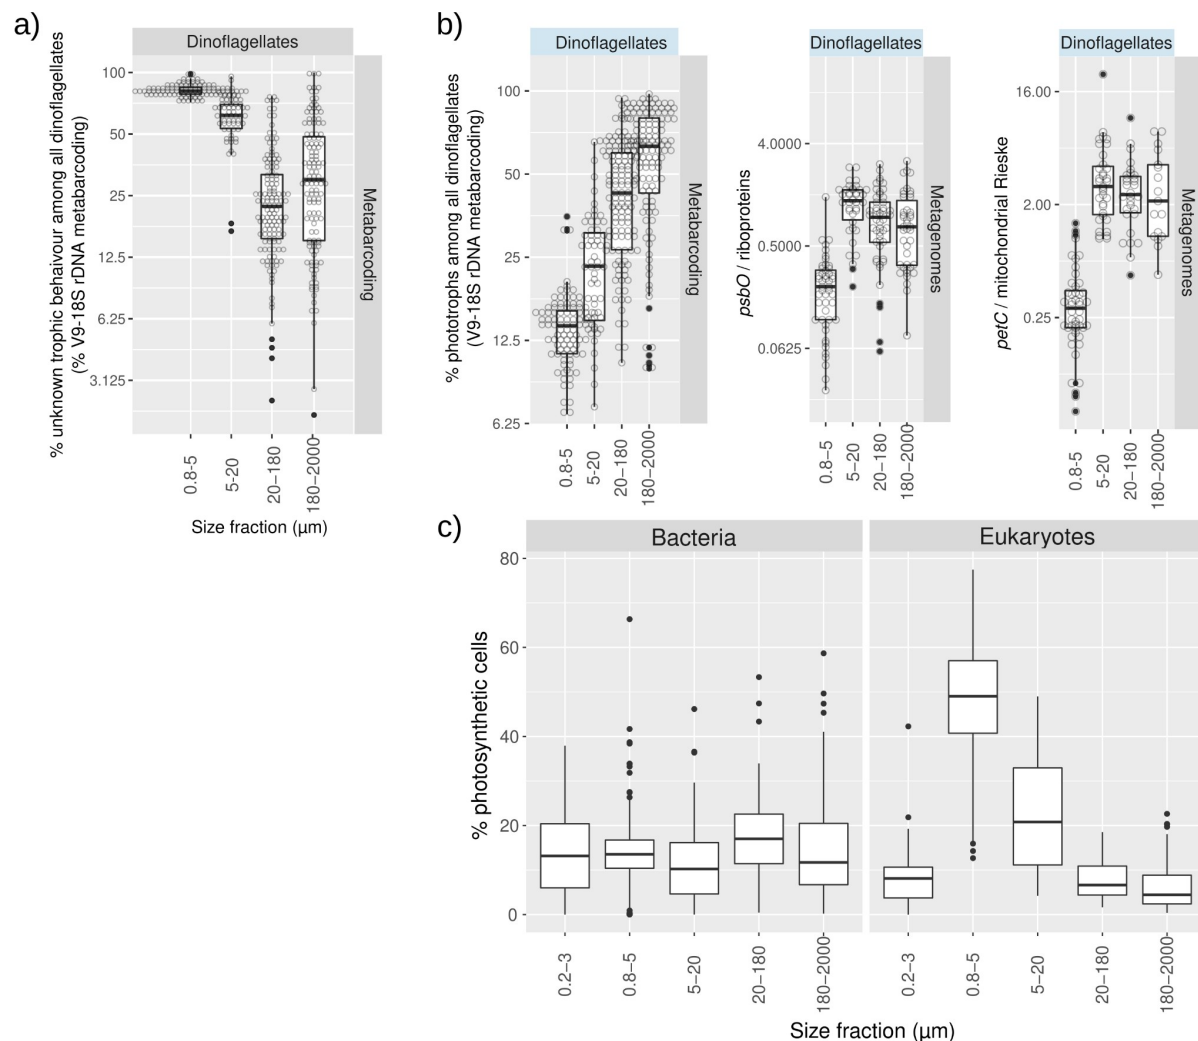 a)
Dinoflagellates
% unknown trophic behavour among all dinoflagellates
(% V9-18S rDNA metabarcoding)
100
50
25
12.5
6.25
3.125
Metabarcoding
0.8-5
5-20
20-180
180-2000
Size fraction (µm)
b)
Dinoflagellates
% phototrophs among all dinoflagellates
(V9-18S rDNA metabarcoding)
100
50
25
12.5
6.25
Metabarcoding
0.8-5
5-20
20-180
180-2000
Dinoflagellates
psbO / riboproteins
4.0000
0.5000
0.0625
Metagenomes
0.8-5
5-20
20-180
180-2000
Dinoflagellates
petC / mitochondrial Rieske
16.00
2.00
0.25
Metagenomes
0.8-5
5-20
20-180
180-2000
c)
Bacteria
Eukaryotes
% photosynthetic cells
80
60
40
20
0
0.2-3
0.8-5
5-20
20-180
180-2000
0.2-3
0.8-5
5-20
20-180
180-2000
Size fraction (µm)